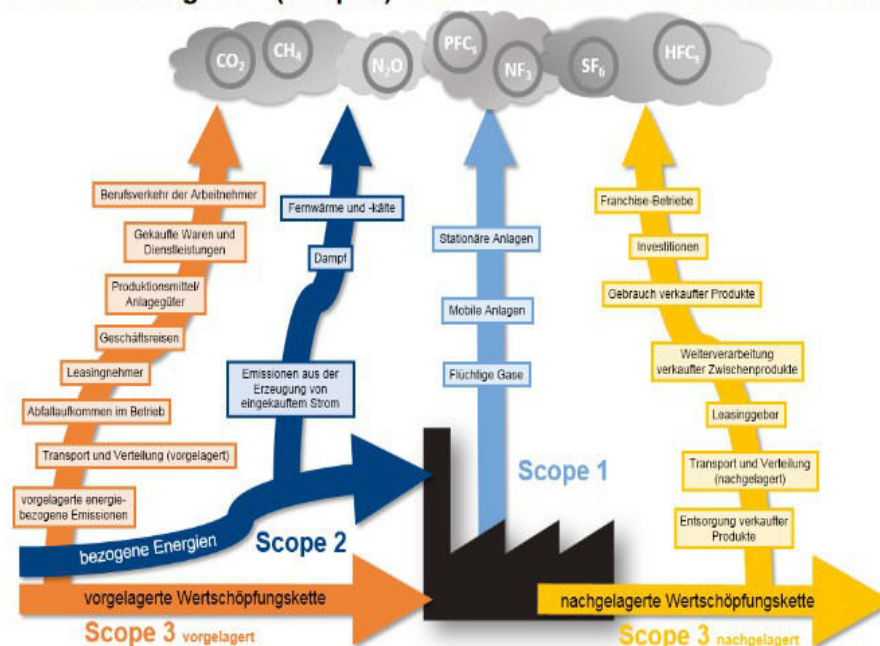 CO2
CH4
N2O
PFCs
NF3
SF6
HFCs
Berufsverkehr der Arbeitnehmer
Gekaufte Waren und
Dienstleistungen
Produktionsmittel/
Anlagegüter
Geschäftsreisen
Leasingnehmer
Abfallaufkommen im Betrieb
Transport und Verteilung (vorgelagert)
vorgelagerte energie-
bezogene Emissionen
Fernwärme und -kälte
Dampf
Emissionen aus der
Erzeugung von
eingekauftem Strom
bezogene Energien
Scope 2
Stationäre Anlagen
Mobile Anlagen
Flüchtige Gase
Scope 1
Franchise-Betriebe
Investitionen
Gebrauch verkaufter Produkte
Weiterverarbeitung
verkaufter Zwischenprodukte
Leasinggeber
Transport und Verteilung
(nachgelagert)
Entsorgung verkaufter
Produkte
vorgelagerte Wertschöpfungskette
Scope 3 vorgelagert
nachgelagerte Wertschöpfungskette
Scope 3 nachgelagert